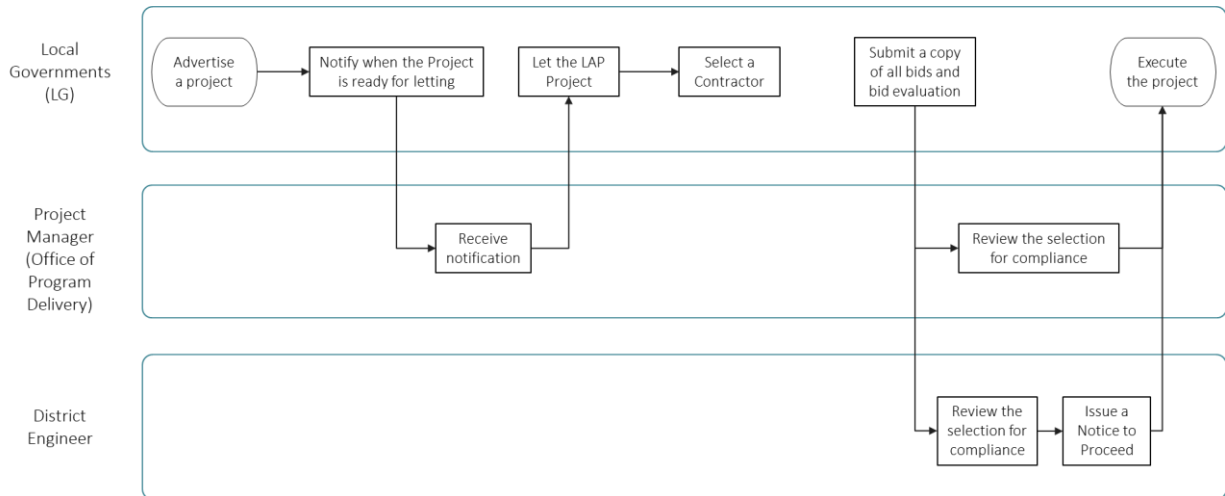 Local
Governments
(LG)
Advertise
a project
Notify when the Project
is ready for letting
Let the LAP
Project
Select a
Contractor
Submit a copy
of all bids and
bid evaluation
Execute
the project
Project
Manager
(Office of
Program
Delivery)
Receive
notification
Review the selection
for compliance
District
Engineer
Review the
selection for
compliance
Issue a
Notice to
Proceed